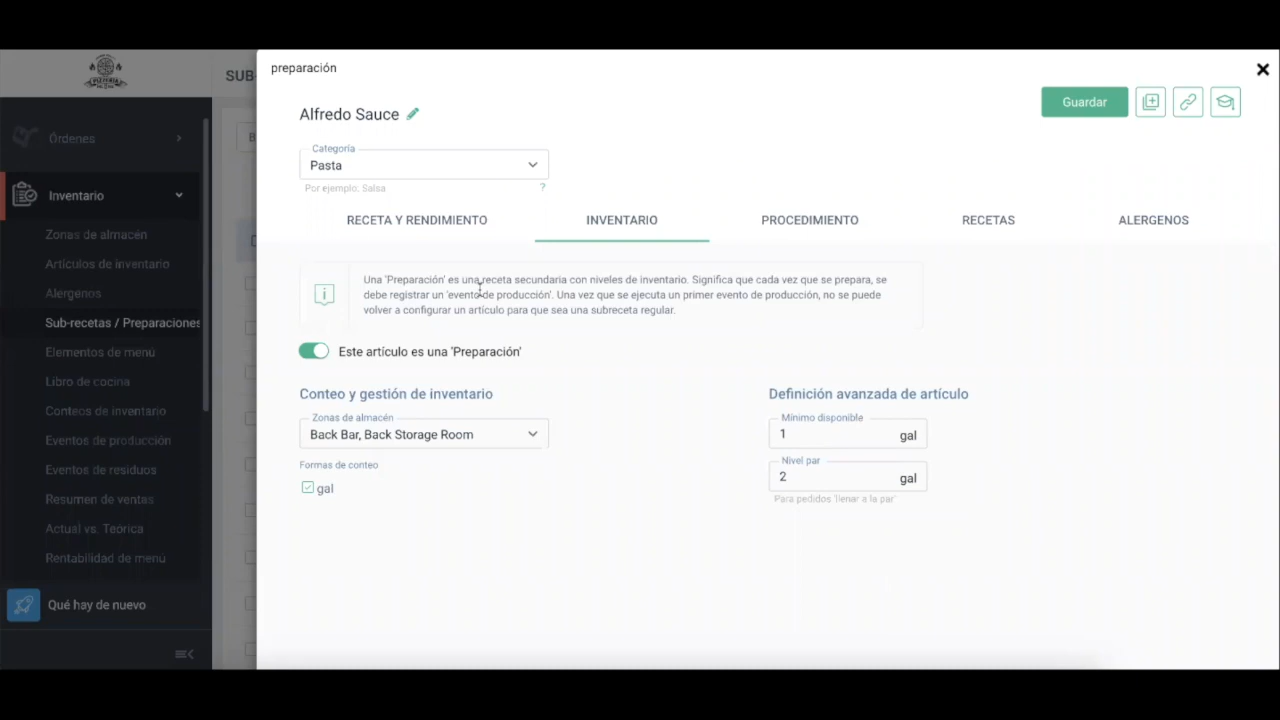 preparación
SUB-
Alfredo Sauce
Guardar
Categoría
Pasta
Por ejemplo: Salsa
?
RECETA Y RENDIMIENTO
INVENTARIO
PROCEDIMIENTO
RECETAS
ALERGENOS
Una 'Preparación' es una receta secundaria con niveles de inventario. Significa que cada vez que se prepara, se
debe registrar un 'evento de producción'. Una vez que se ejecuta un primer evento de producción, no se puede
volver a configurar un artículo para que sea una subreceta regular.
Este artículo es una 'Preparación'
Conteo y gestión de inventario
Zonas de almacén
Back Bar, Back Storage Room
Formas de conteo
gal
Definición avanzada de artículo
Mínimo disponible
1 gal
Nivel par
2 gal
Para pedidos 'llenar a la par'
Órdenes
Inventario
Zonas de almacén
Artículos de inventario
Alergenos
Sub-recetas / Preparaciones
Elementos de menú
Libro de cocina
Conteos de inventario
Eventos de producción
Eventos de residuos
Resumen de ventas
Actual vs. Teórica
Rentabilidad de menú
Qué hay de nuevo